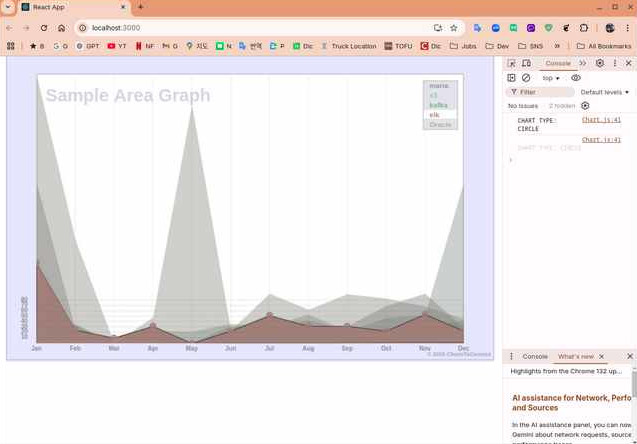 React App
localhost:3000
G
GPT
YT
NF
G
지도
N
번역
P
Dic
Truck Location
TOFU
Dic
Jobs
Dev
SNS
»
All Bookmarks
Console
»
top
Filter
Default levels
No Issues
2 hidden
CHART TYPE:
Chart.js:41
CIRCLE
Chart.js:41
CHART TYPE: CIRCLE
Sample Area Graph
maria
kafka
elk
Oracle
Jan
Feb
Mar
Apr
May
Jun
Jul
Aug
Sep
Oct
Nov
Dec
Console
What's new
Highlights from the Chrome 132 up...
AI assistance for Network, Perfo
and Sources
In the AI assistance panel, you can now
Gemini about network requests, source